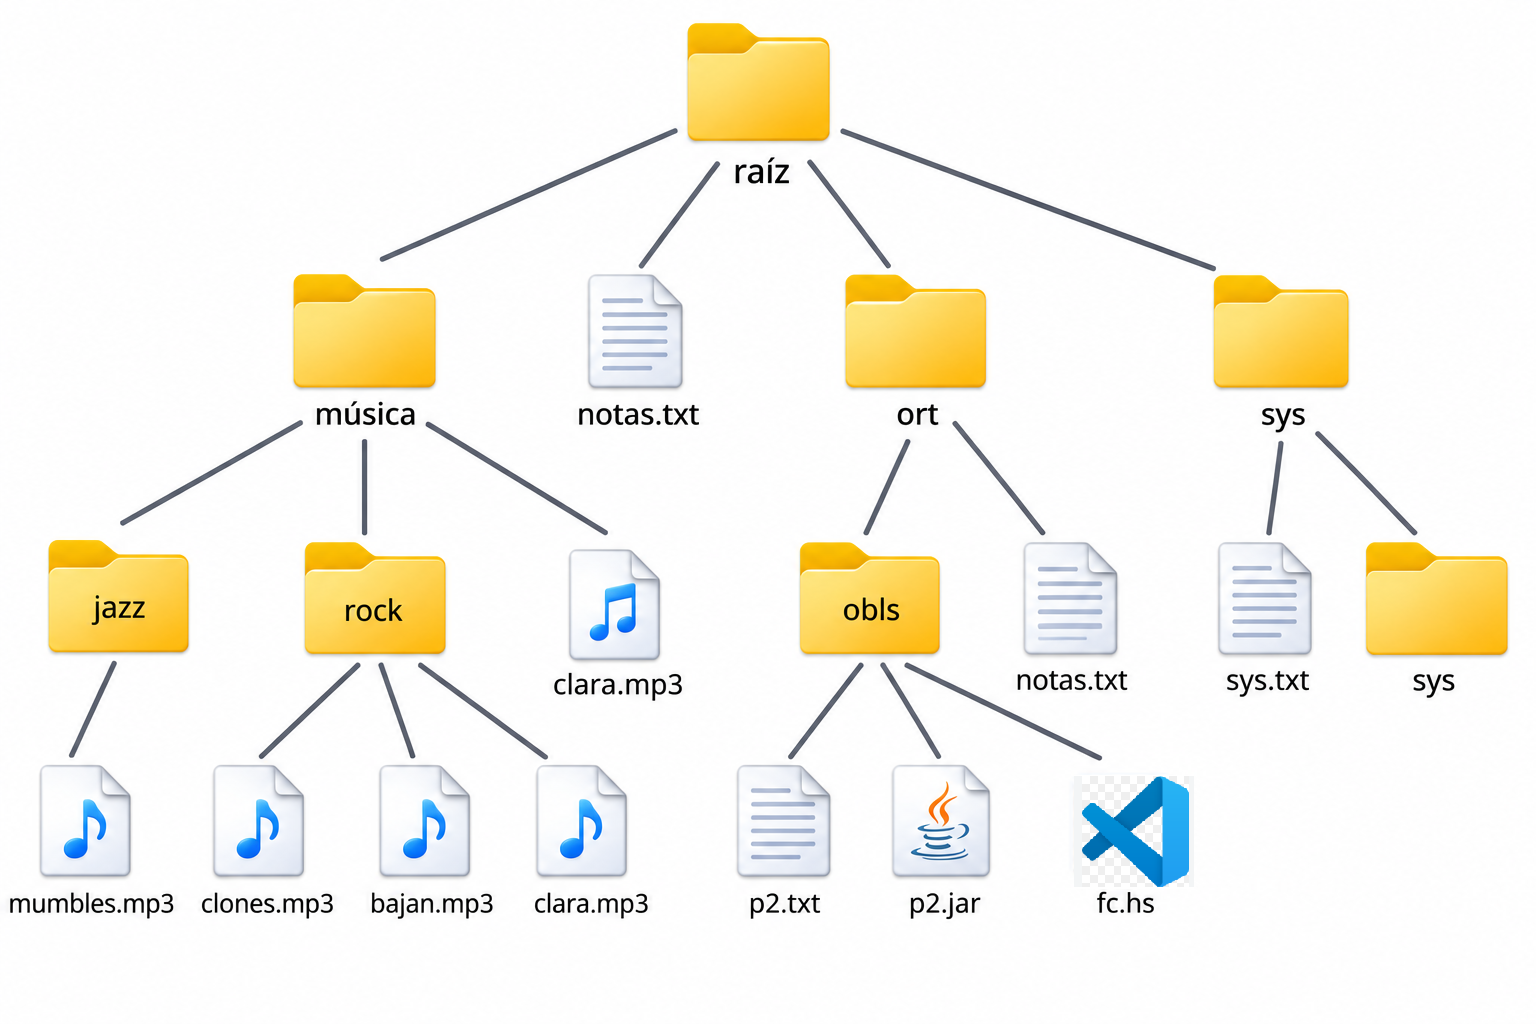 raíz
música
notas.txt
ort
sys
jazz
rock
clara.mp3
obls
notas.txt
sys.txt
sys
mumbles.mp3
clones.mp3
bajan.mp3
clara.mp3
p2.txt
p2.jar
fc.hs